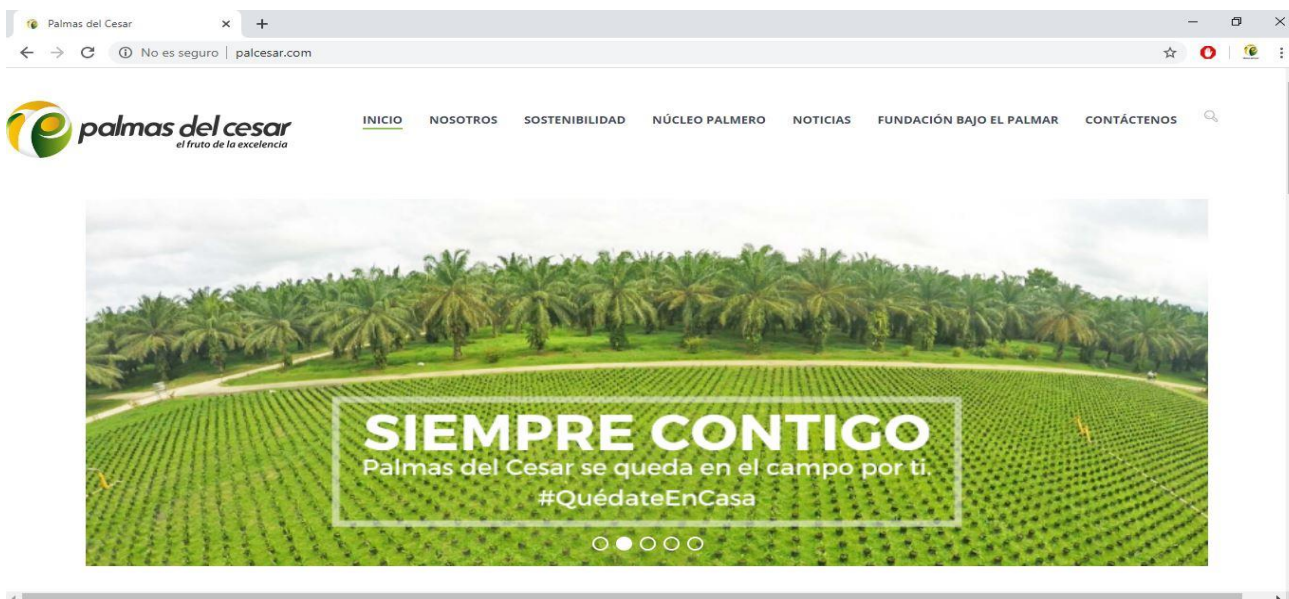 Palmas del Cesar
No es seguro | palcesar.com
palmas del cesar
el fruto de la excelencia
INICIO NOSOTROS SOSTENIBILIDAD NÚCLEO PALMERO NOTICIAS FUNDACIÓN BAJO EL PALMAR CONTÁCTENOS
SIEMPRE CONTIGO
Palmas del Cesar se queda en el campo por ti.
#QuédateEnCasa